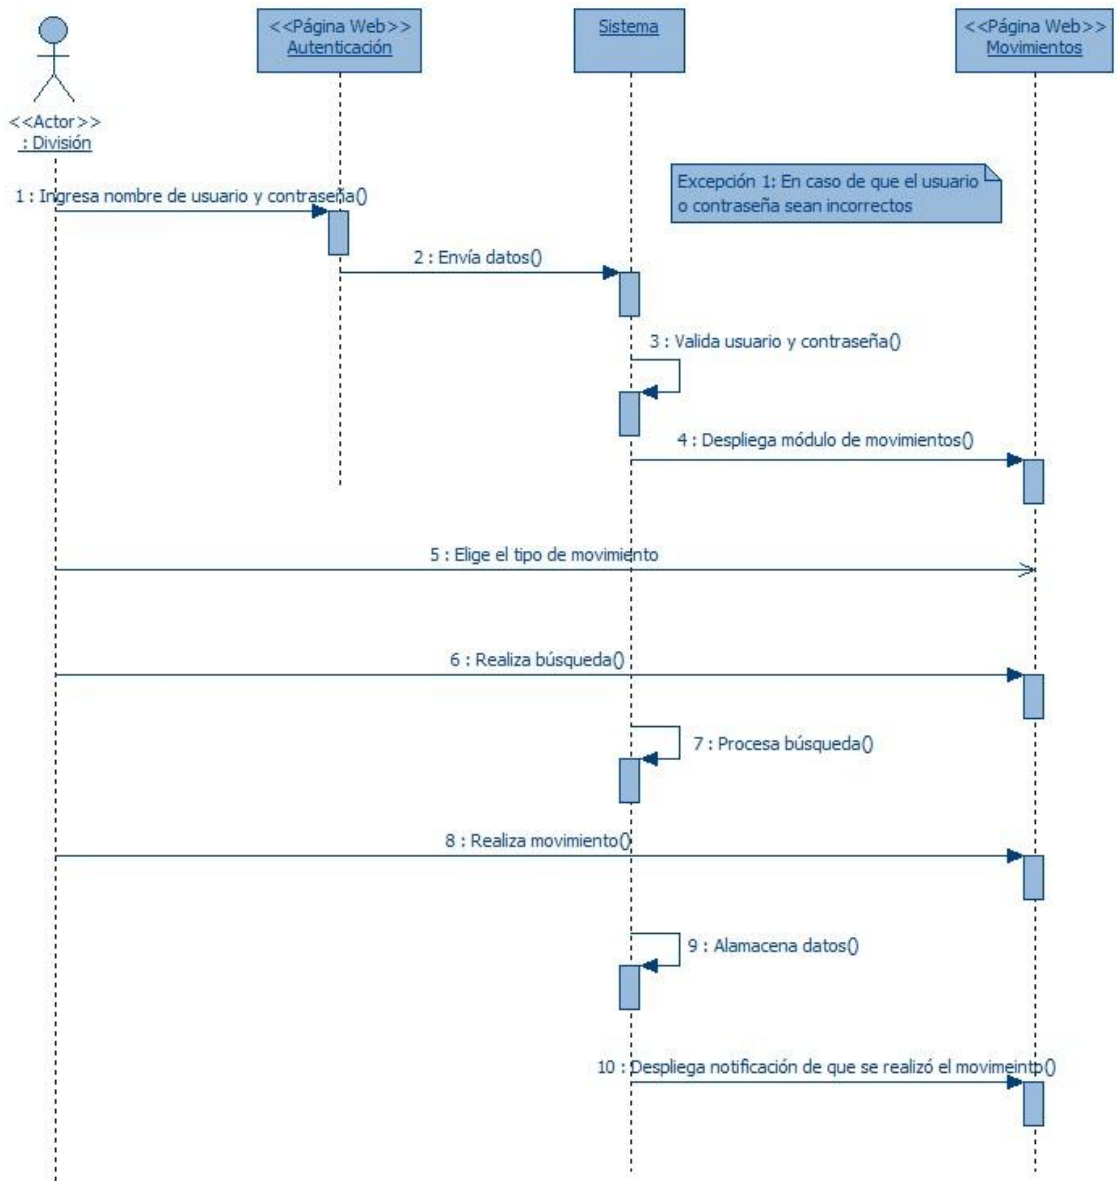 <<Página Web>>
Autenticación
Sistema
<<Página Web>>
Movimientos
<<Actor>>
: División
1 : Ingresa nombre de usuario y contraseña()
Excepción 1: En caso de que el usuario
o contraseña sean incorrectos
2 : Envía datos()
3 : Valida usuario y contraseña()
4 : Despliega módulo de movimientos()
5 : Elige el tipo de movimiento
6 : Realiza búsqueda()
7 : Procesa búsqueda()
8 : Realiza movimiento()
9 : Alamacena datos()
10 : Despliega notificación de que se realizó el movimeinto()